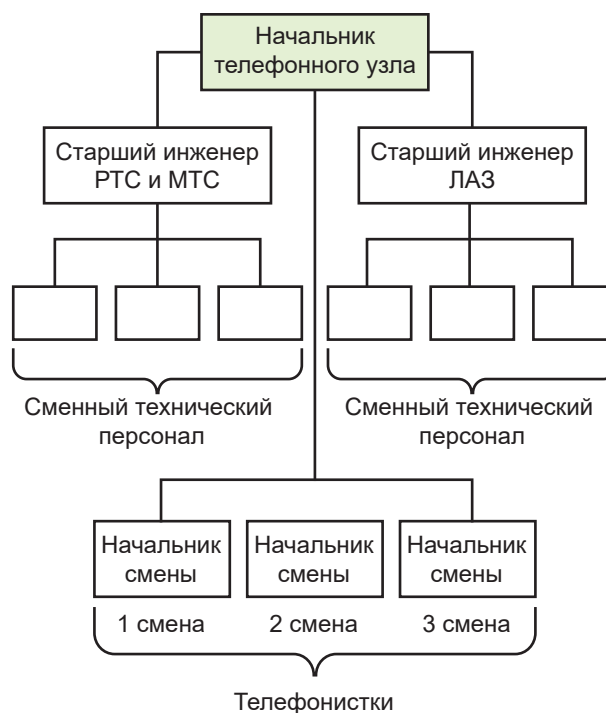 Начальник
телефонного узла
Старший инженер
РТС и МТС
Старший инженер
ЛАЗ
Сменный технический
персонал
Сменный технический
персонал
Начальник
смены
Начальник
смены
Начальник
смены
1 смена
2 смена
3 смена
Телефонистки